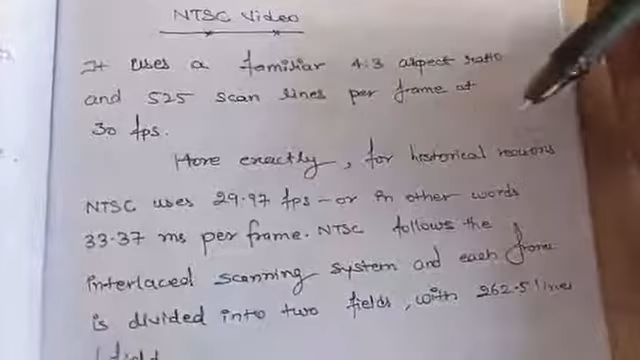 NTSC Video
It uses a familiar 4:3 aspect ratio
and 525 scan lines per frame at
30 fps.
More exactly, for historical reasons
NTSC uses 29.97 fps - or in other words
33.37 ms per frame. NTSC follows the
interlaced scanning system and each frame
is divided into two fields, with 262.5 lines
/ field